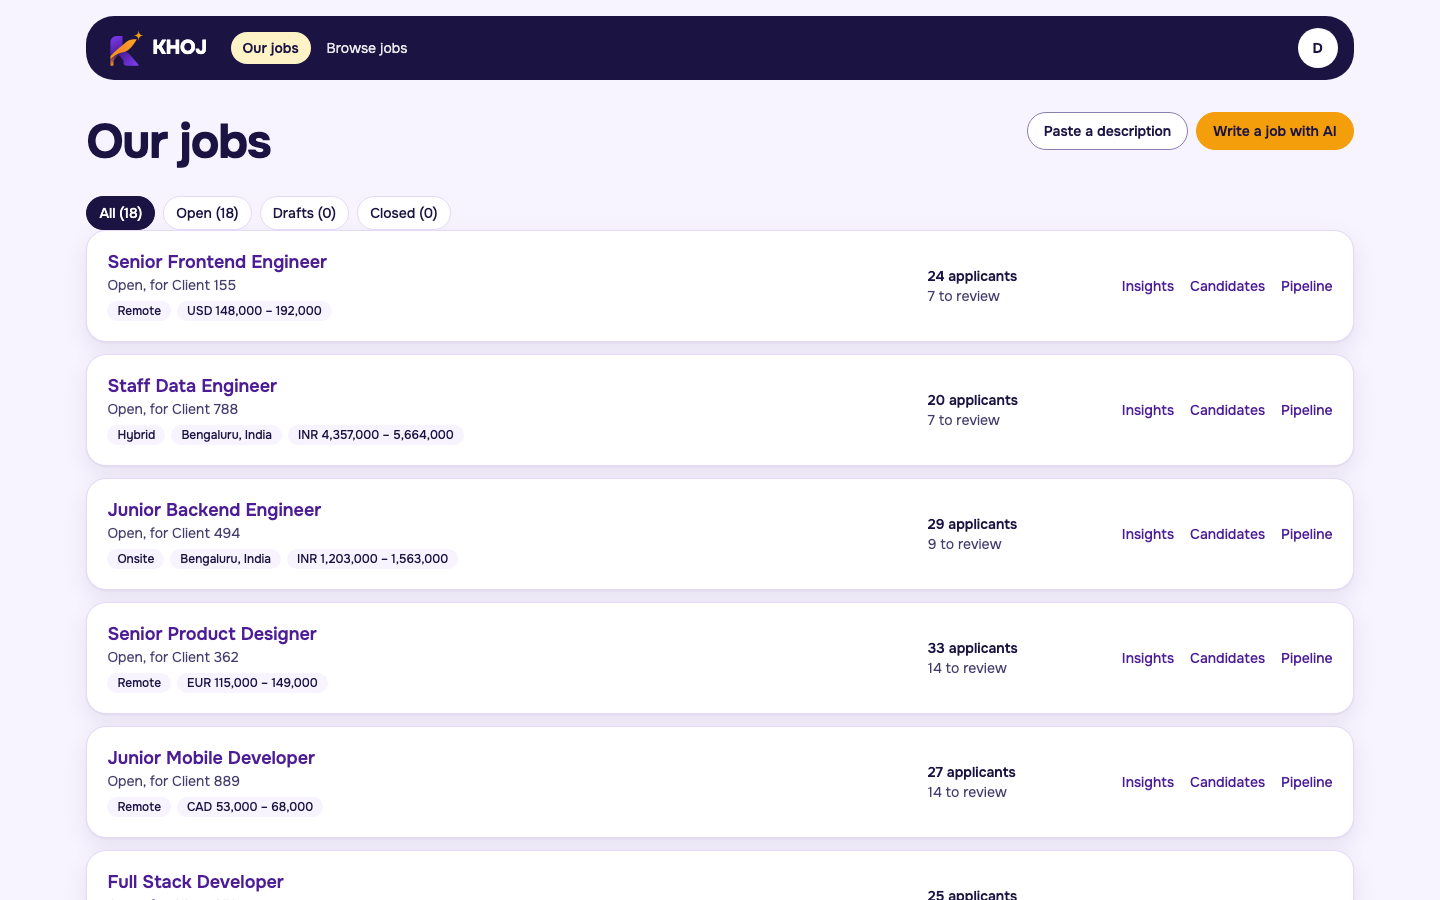 KHOJ Our jobs Browse jobs D
Our jobs
Paste a description Write a job with AI
All (18) Open (18) Drafts (0) Closed (0)
Senior Frontend Engineer
Open, for Client 155
Remote USD 148,000 – 192,000
24 applicants
7 to review
Insights Candidates Pipeline
Staff Data Engineer
Open, for Client 788
Hybrid Bengaluru, India INR 4,357,000 – 5,664,000
20 applicants
7 to review
Insights Candidates Pipeline
Junior Backend Engineer
Open, for Client 494
Onsite Bengaluru, India INR 1,203,000 – 1,563,000
29 applicants
9 to review
Insights Candidates Pipeline
Senior Product Designer
Open, for Client 362
Remote EUR 115,000 – 149,000
33 applicants
14 to review
Insights Candidates Pipeline
Junior Mobile Developer
Open, for Client 889
Remote CAD 53,000 – 68,000
27 applicants
14 to review
Insights Candidates Pipeline
Full Stack Developer
25 applicants